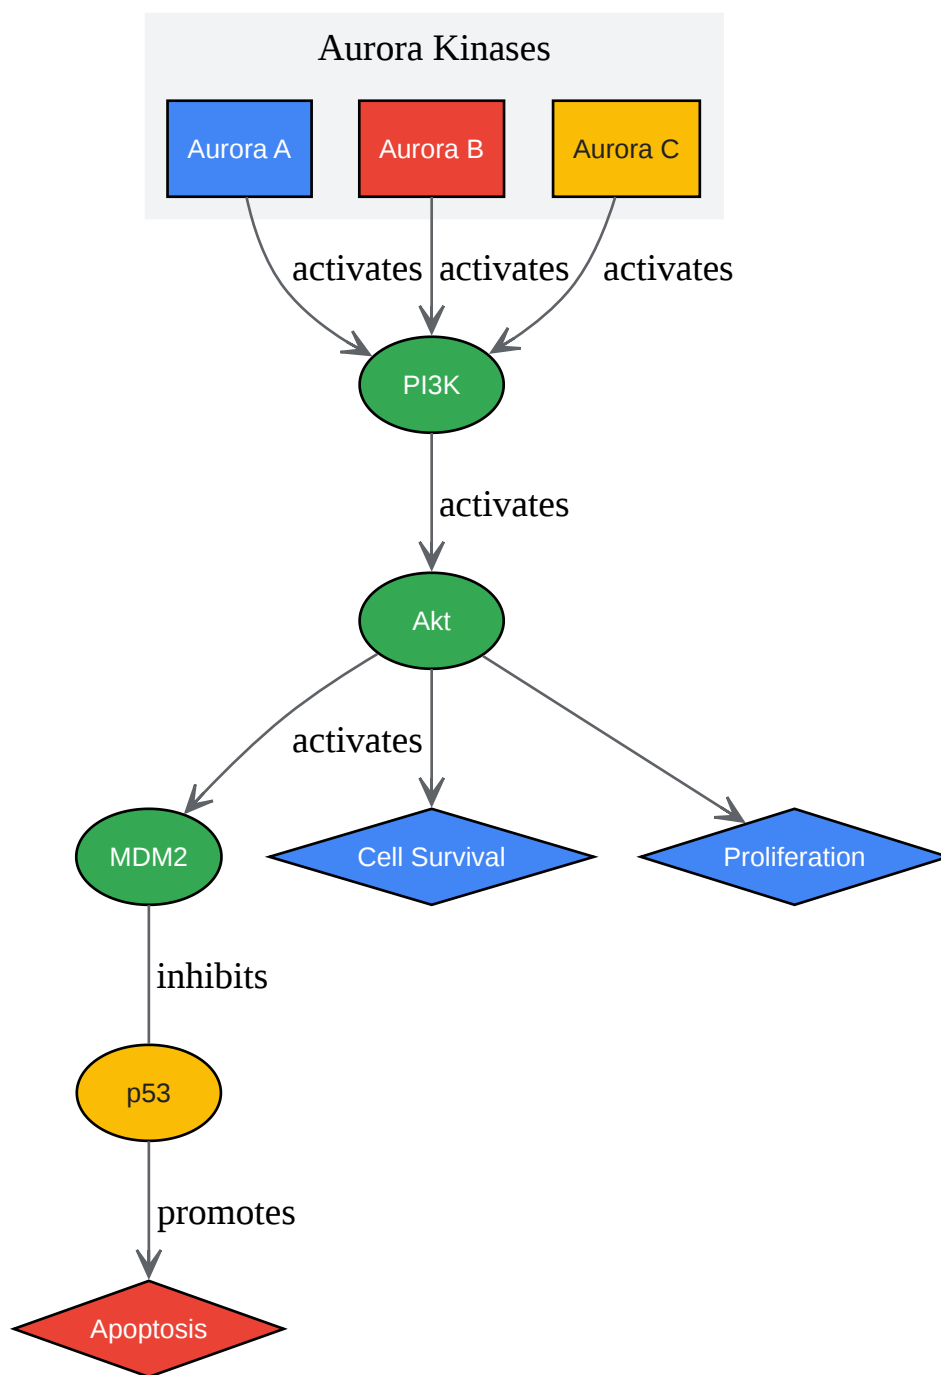 Aurora Kinases
Aurora A
Aurora B
Aurora C
activates
activates
activates
PI3K
activates
Akt
activates
MDM2
Cell Survival
Proliferation
inhibits
p53
promotes
Apoptosis